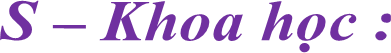 S – Khoa học :